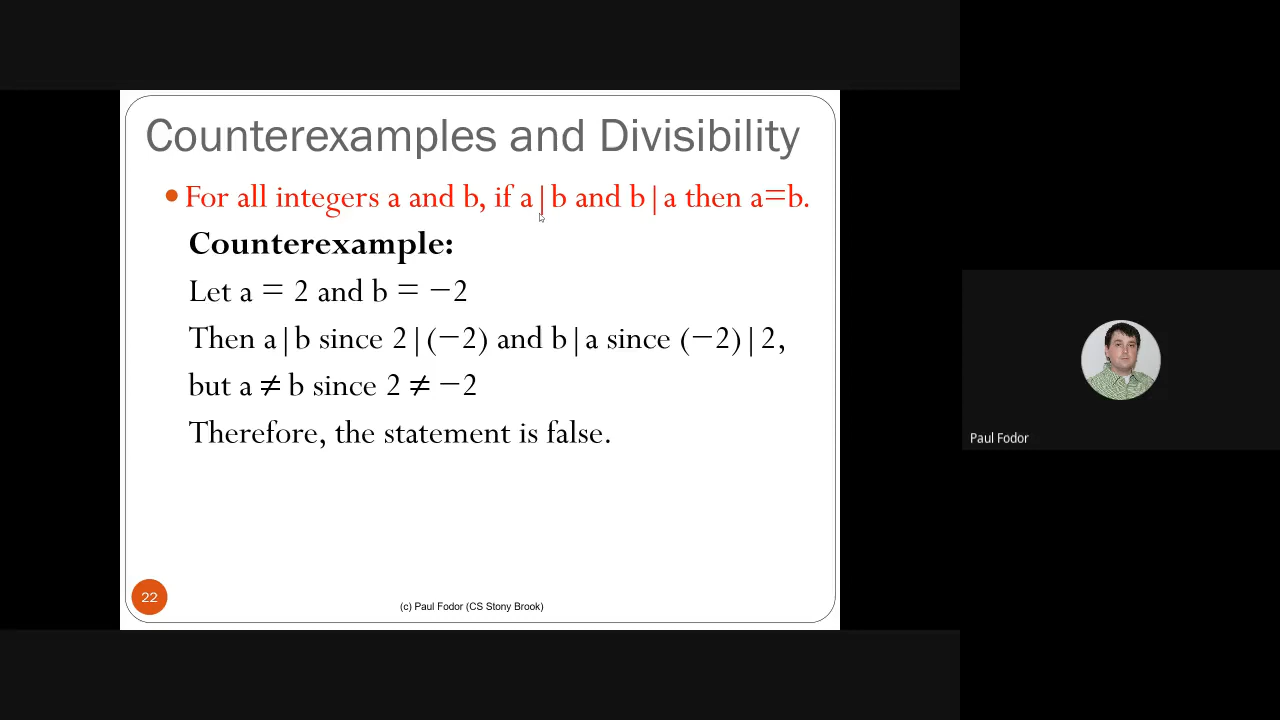 Counterexamples and Divisibility
• For all integers a and b, if a|b and b|a then a=b.
Counterexample:
Let a = 2 and b = −2
Then a|b since 2|(−2) and b|a since (−2)|2,
but a ≠ b since 2 ≠ −2
Therefore, the statement is false.
22
(c) Paul Fodor (CS Stony Brook)
Paul Fodor